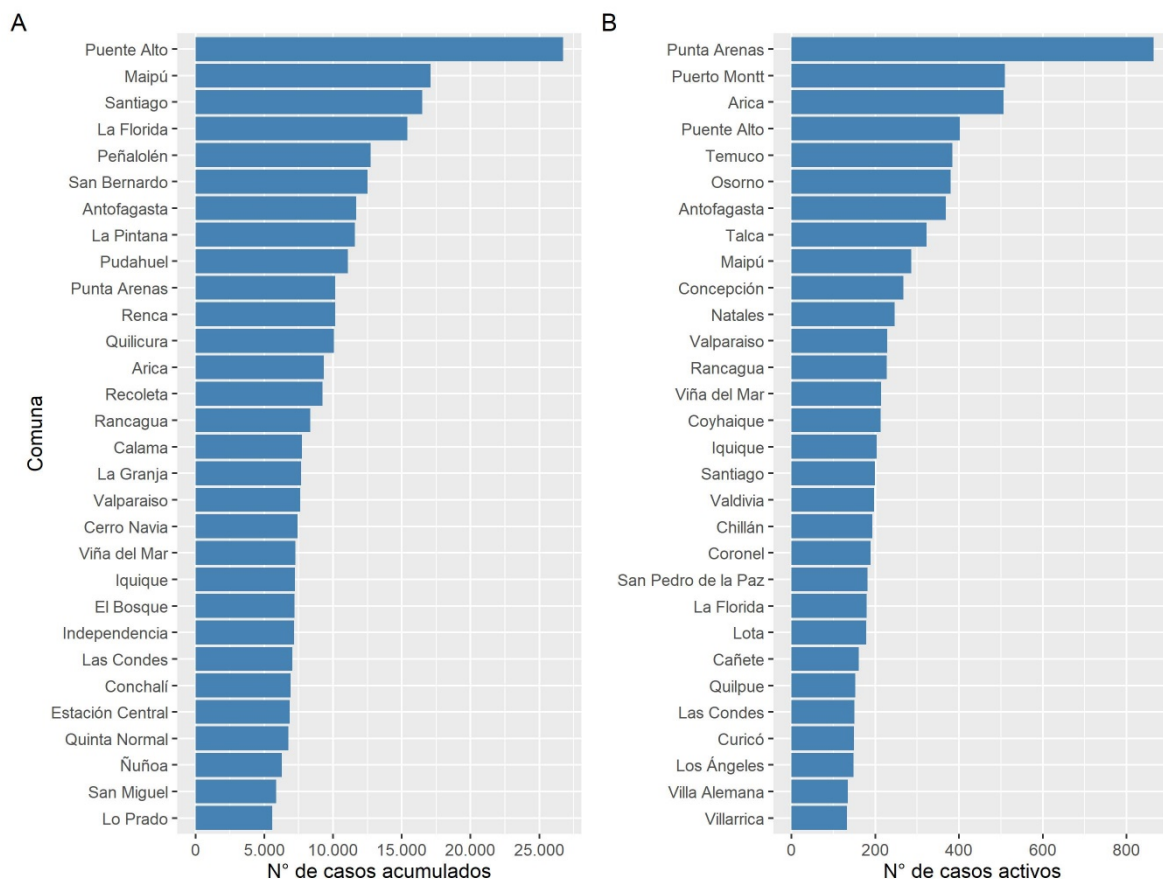 A
Puente Alto
Maipú
Santiago
La Florida
Peñalolén
San Bernardo
Antofagasta
La Pintana
Pudahuel
Punta Arenas
Renca
Quilicura
Arica
Recoleta
Rancagua
Calama
La Granja
Valparaiso
Cerro Navia
Viña del Mar
Iquique
El Bosque
Independencia
Las Condes
Conchalí
Estación Central
Quinta Normal
Ñuñoa
San Miguel
Lo Prado
Comuna
0 5.000 10.000 15.000 20.000 25.000
N° de casos acumulados
B
Punta Arenas
Puerto Montt
Arica
Puente Alto
Temuco
Osorno
Antofagasta
Talca
Maipú
Concepción
Natales
Valparaiso
Rancagua
Viña del Mar
Coyhaique
Iquique
Santiago
Valdivia
Chillán
Coronel
San Pedro de la Paz
La Florida
Lota
Cañete
Quilpue
Las Condes
Curicó
Los Ángeles
Villa Alemana
Villarrica
0 200 400 600 800
N° de casos activos